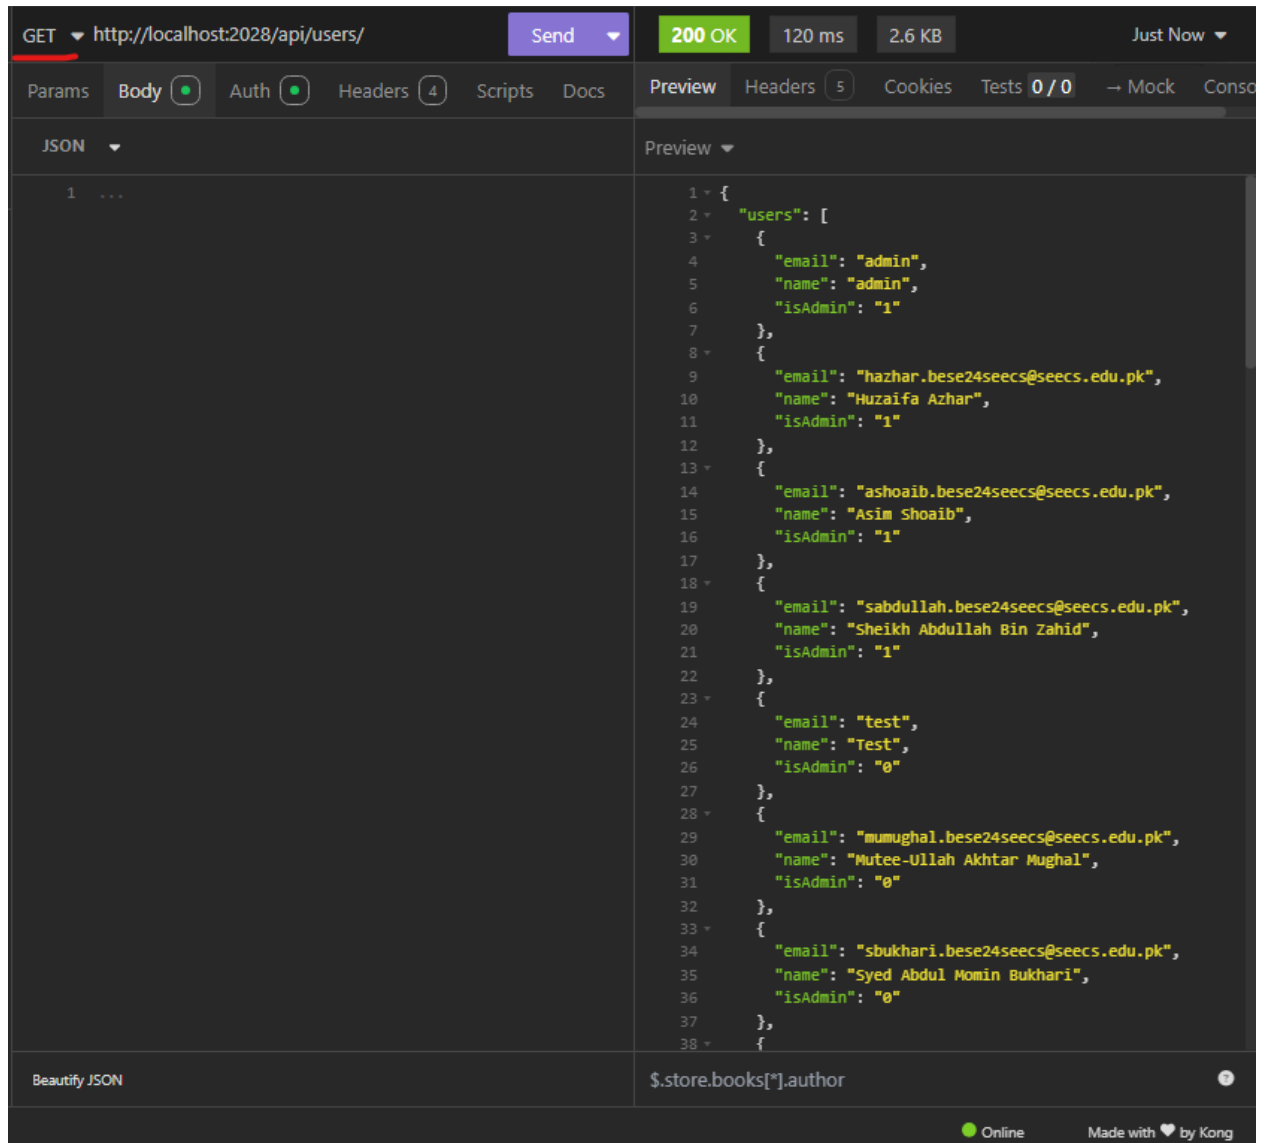 GET http://localhost:2028/api/users/ Send 200 OK 120 ms 2.6 KB Just Now
Params Body Auth Headers 4 Scripts Docs Preview Headers 5 Cookies Tests 0 / 0 → Mock Conso
JSON
Preview
1 ...
1 {
2 "users": [
3 {
4 "email": "admin",
5 "name": "admin",
6 "isAdmin": "1"
7 },
8 {
9 "email": "hazhar.bese24seecs@seecs.edu.pk",
10 "name": "Huzaifa Azhar",
11 "isAdmin": "1"
12 },
13 {
14 "email": "ashoaib.bese24seecs@seecs.edu.pk",
15 "name": "Asim Shoaib",
16 "isAdmin": "1"
17 },
18 {
19 "email": "sabdullah.bese24seecs@seecs.edu.pk",
20 "name": "Sheikh Abdullah Bin Zahid",
21 "isAdmin": "1"
22 },
23 {
24 "email": "test",
25 "name": "Test",
26 "isAdmin": "0"
27 },
28 {
29 "email": "mumughal.bese24seecs@seecs.edu.pk",
30 "name": "Mutee-Ullah Akhtar Mughal",
31 "isAdmin": "0"
32 },
33 {
34 "email": "sbukhari.bese24seecs@seecs.edu.pk",
35 "name": "Syed Abdul Momin Bukhari",
36 "isAdmin": "0"
37 },
38 {
Beautify JSON
$.store.books[*].author
Online Made with ♥ by Kong